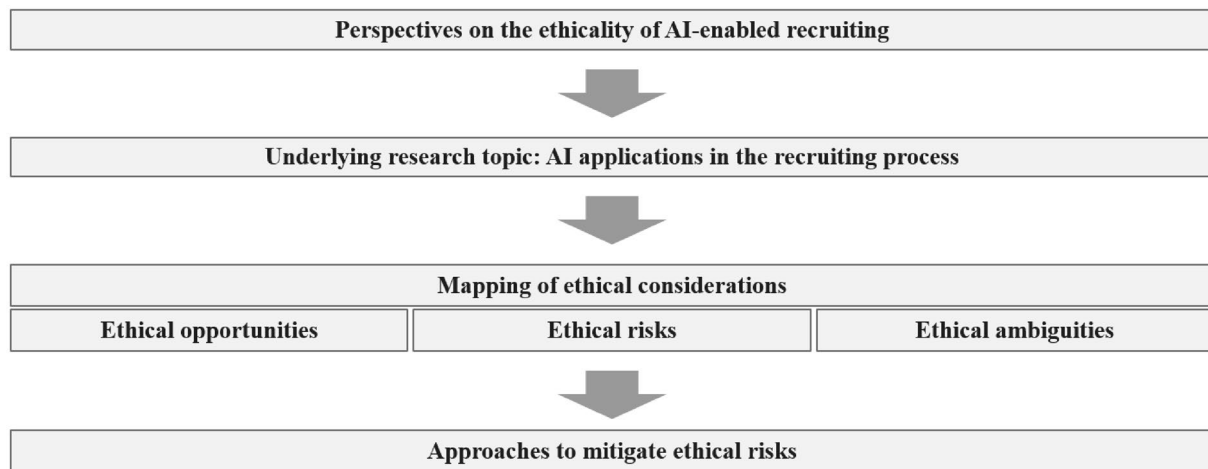 Perspectives on the ethicality of AI-enabled recruiting
Underlying research topic: AI applications in the recruiting process
Mapping of ethical considerations
Ethical opportunities
Ethical risks
Ethical ambiguities
Approaches to mitigate ethical risks